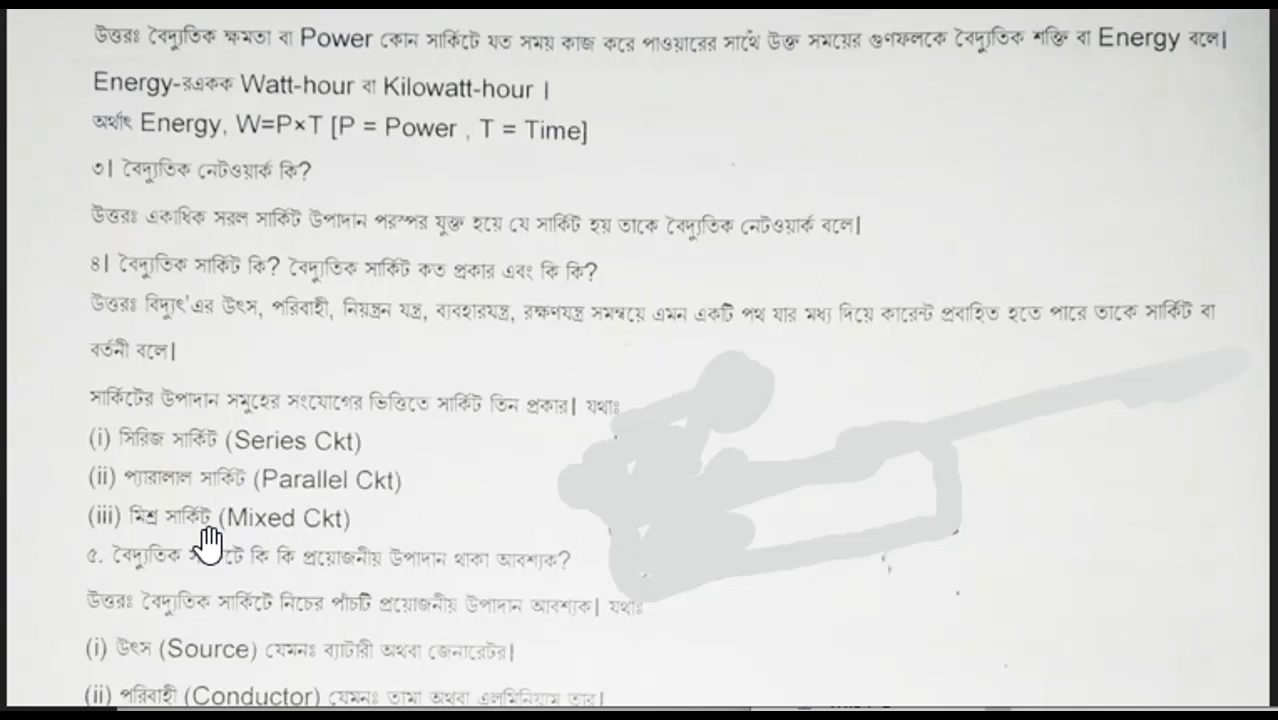 উত্তরঃ বৈদ্যুতিক ক্ষমতা বা Power কোন সার্কিটে যত সময় কাজ করে পাওয়ারের সাথে উক্ত সময়ের গুণফলকে বৈদ্যুতিক শক্তি বা Energy বলে|
Energy-রএকক Watt-hour বা Kilowatt-hour |
অর্থাৎ Energy, W=P×T [P = Power , T = Time]
৩| বৈদ্যুতিক নেটওয়ার্ক কি?
উত্তরঃ একাধিক সরল সার্কিট উপাদান পরস্পর যুক্ত হয়ে যে সার্কিট হয় তাকে বৈদ্যুতিক নেটওয়ার্ক বলে|
৪| বৈদ্যুতিক সার্কিট কি? বৈদ্যুতিক সার্কিট কত প্রকার এবং কি কি?
উত্তরঃ বিদ্যুৎ'এর উৎস, পরিবাহী, নিয়ন্ত্রন যন্ত্র, ব্যবহারযন্ত্র, রক্ষণযন্ত্র সমন্বয়ে এমন একটি পথ যার মধ্য দিয়ে কারেন্ট প্রবাহিত হতে পারে তাকে সার্কিট বা
বর্তনী বলে|
সার্কিটের উপাদান সমুহের সংযোগের ভিত্তিতে সার্কিট তিন প্রকার| যথাঃ
(i) সিরিজ সার্কিট (Series Ckt)
(ii) প্যারালাল সার্কিট (Parallel Ckt)
(iii) মিশ্র সার্কিট (Mixed Ckt)
৫. বৈদ্যুতিক কি কি প্রয়োজনীয় উপাদান থাকা আবশ্যক?
উত্তরঃ বৈদ্যুতিক সার্কিটে নিচের পাঁচটি প্রয়োজনীয় উপাদান আবশ্যক| যথাঃ
(i) উৎস (Source) যেমনঃ ব্যাটারী অথবা জেনারেটর|
(ii) পরিবাহী (Conductor) যেমনঃ তামা অথবা এলুমিনিয়াম তার|